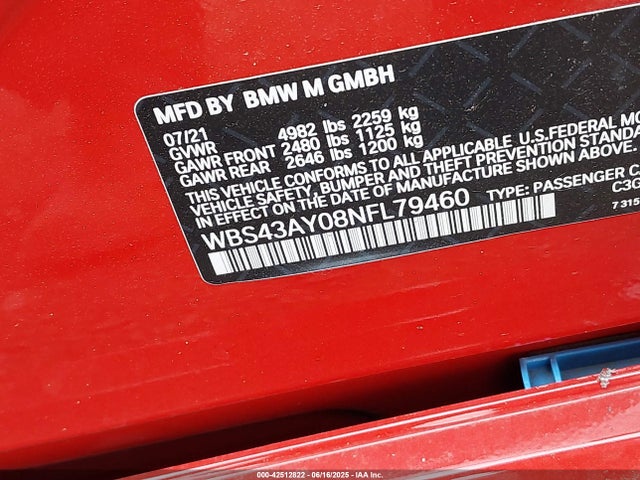 MFD BY BMW M GMBH
07/21
GVWR 4982 lbs 2259 kg
GAWR FRONT 2480 lbs 1125 kg
GAWR REAR 2646 lbs 1200 kg
THIS VEHICLE CONFORMS TO ALL APPLICABLE U.S.FEDERAL MO
VEHICLE SAFETY, BUMPER AND THEFT PREVENTION STANDA
IN EFFECT ON THE DATE OF MANUFACTURE SHOWN ABOVE.
WBS43AY08NFL79460 TYPE: PASSENGER CA
C3G
7 315
000-42512822 - 06/16/2025 - IAA Inc.